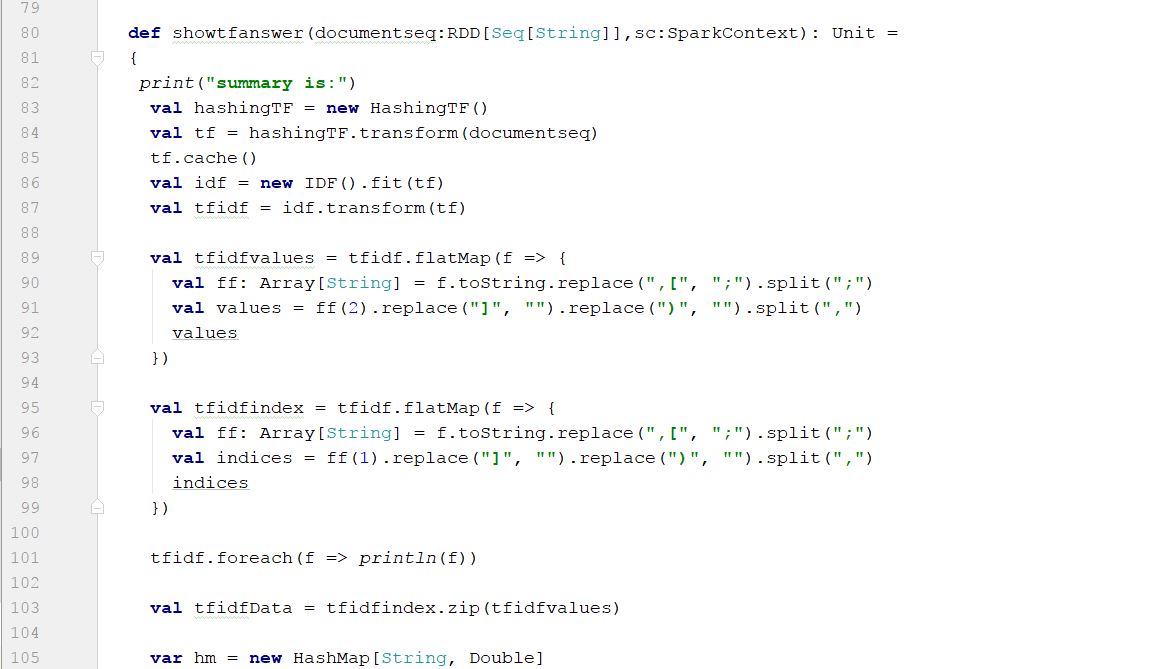 79
80 def showtfanswer(documentseq:RDD[Seq[String]],sc:SparkContext): Unit =
81 {
82 print("summary is:")
83 val hashingTF = new HashingTF()
84 val tf = hashingTF.transform(documentseq)
85 tf.cache()
86 val idf = new IDF().fit(tf)
87 val tfidf = idf.transform(tf)
88
89 val tfidfvalues = tfidf.flatMap(f => {
90 val ff: Array[String] = f.toString.replace(",[", ";").split(";")
91 val values = ff(2).replace("]", "").replace(")", "").split(",")
92 values
93 })
94
95 val tfidfindex = tfidf.flatMap(f => {
96 val ff: Array[String] = f.toString.replace(",[", ";").split(";")
97 val indices = ff(1).replace("]", "").replace(")", "").split(",")
98 indices
99 })
100
101 tfidf.foreach(f => println(f))
102
103 val tfidfData = tfidfindex.zip(tfidfvalues)
104
105 var hm = new HashMap[String, Double]